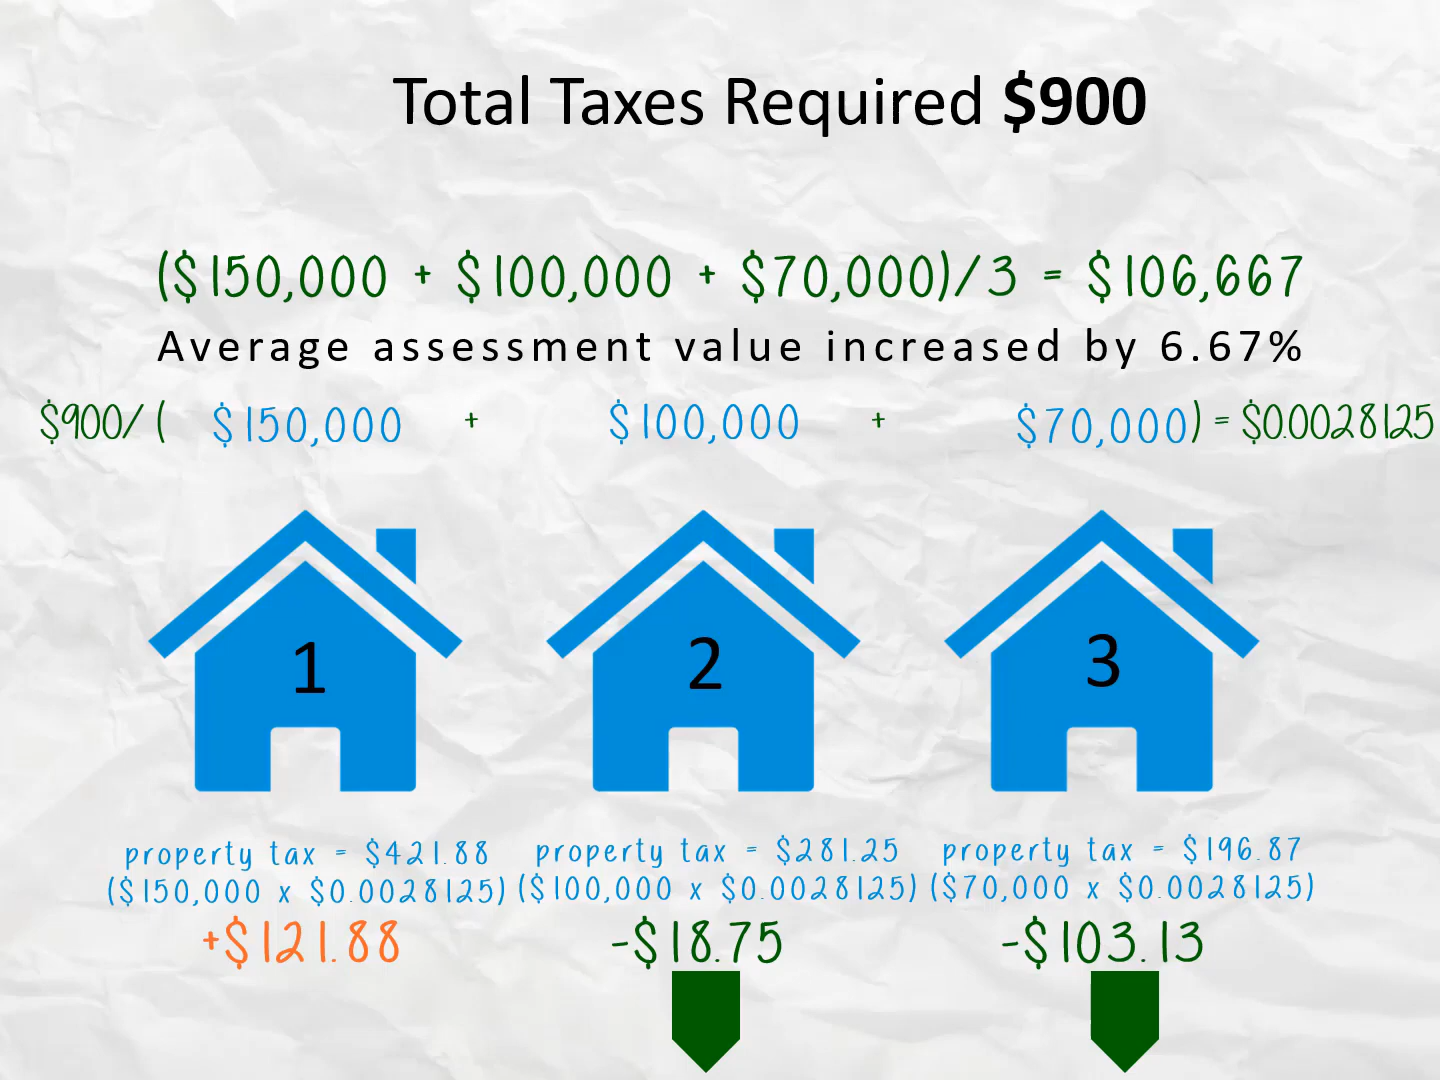 Total Taxes Required $900
($150,000 + $100,000 + $70,000)/3 = $106,667
Average assessment value increased by 6.67%
$900/( $150,000 + $100,000 + $70,000) = $0.0028125
1 2 3
property tax = $421.88 property tax = $281.25 property tax = $196.87
($150,000 x $0.0028125) ($100,000 x $0.0028125) ($70,000 x $0.0028125)
+$121.88 -$18.75 -$103.13